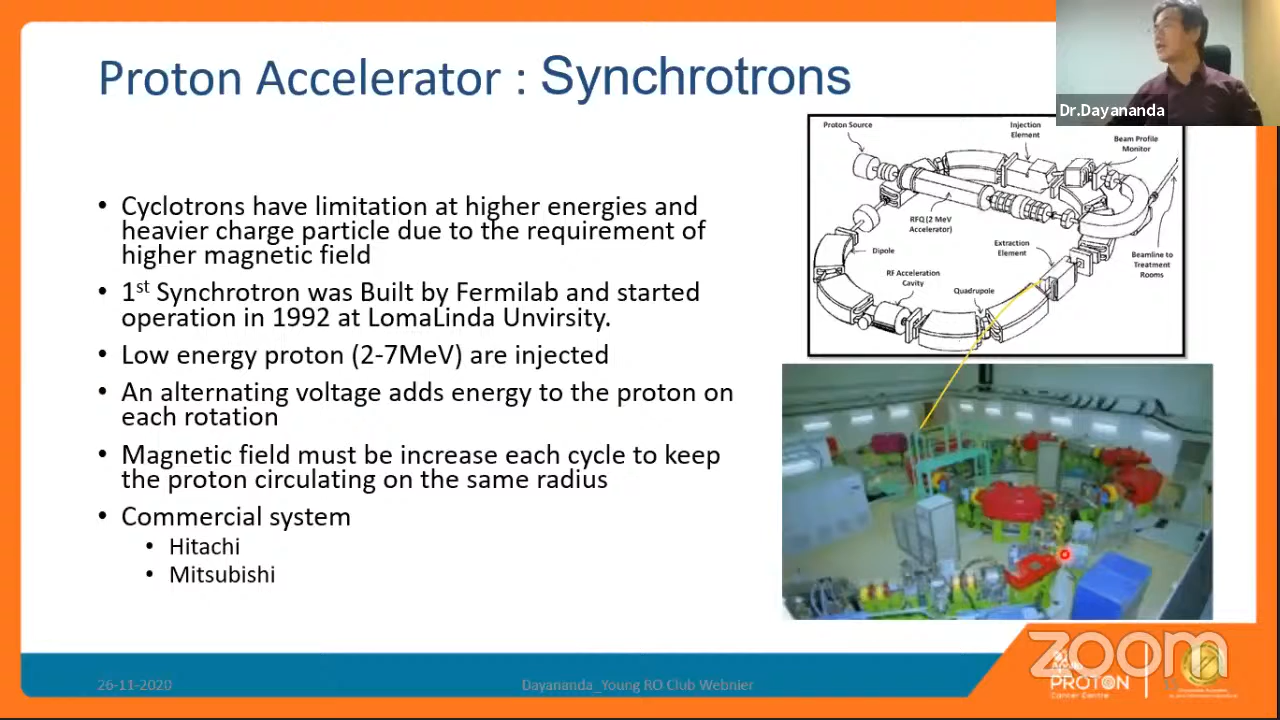 Proton Accelerator : Synchrotrons
Dr.Dayananda
• Cyclotrons have limitation at higher energies and
heavier charge particle due to the requirement of
higher magnetic field
• 1st Synchrotron was Built by Fermilab and started
operation in 1992 at LomaLinda Unvirsity.
• Low energy proton (2-7MeV) are injected
• An alternating voltage adds energy to the proton on
each rotation
• Magnetic field must be increase each cycle to keep
the proton circulating on the same radius
• Commercial system
• Hitachi
• Mitsubishi
Proton Source
Injection
Element
Beam Profile
Monitor
RFQ (2 MeV
Accelerator)
Dipole
Extraction
Element
Beamline to
Treatment
Rooms
RF Acceleration
Cavity
Quadrupole
26-11-2020
Dayananda_Young RO Club Webnier
zoom
PROTON
Cancer Centre